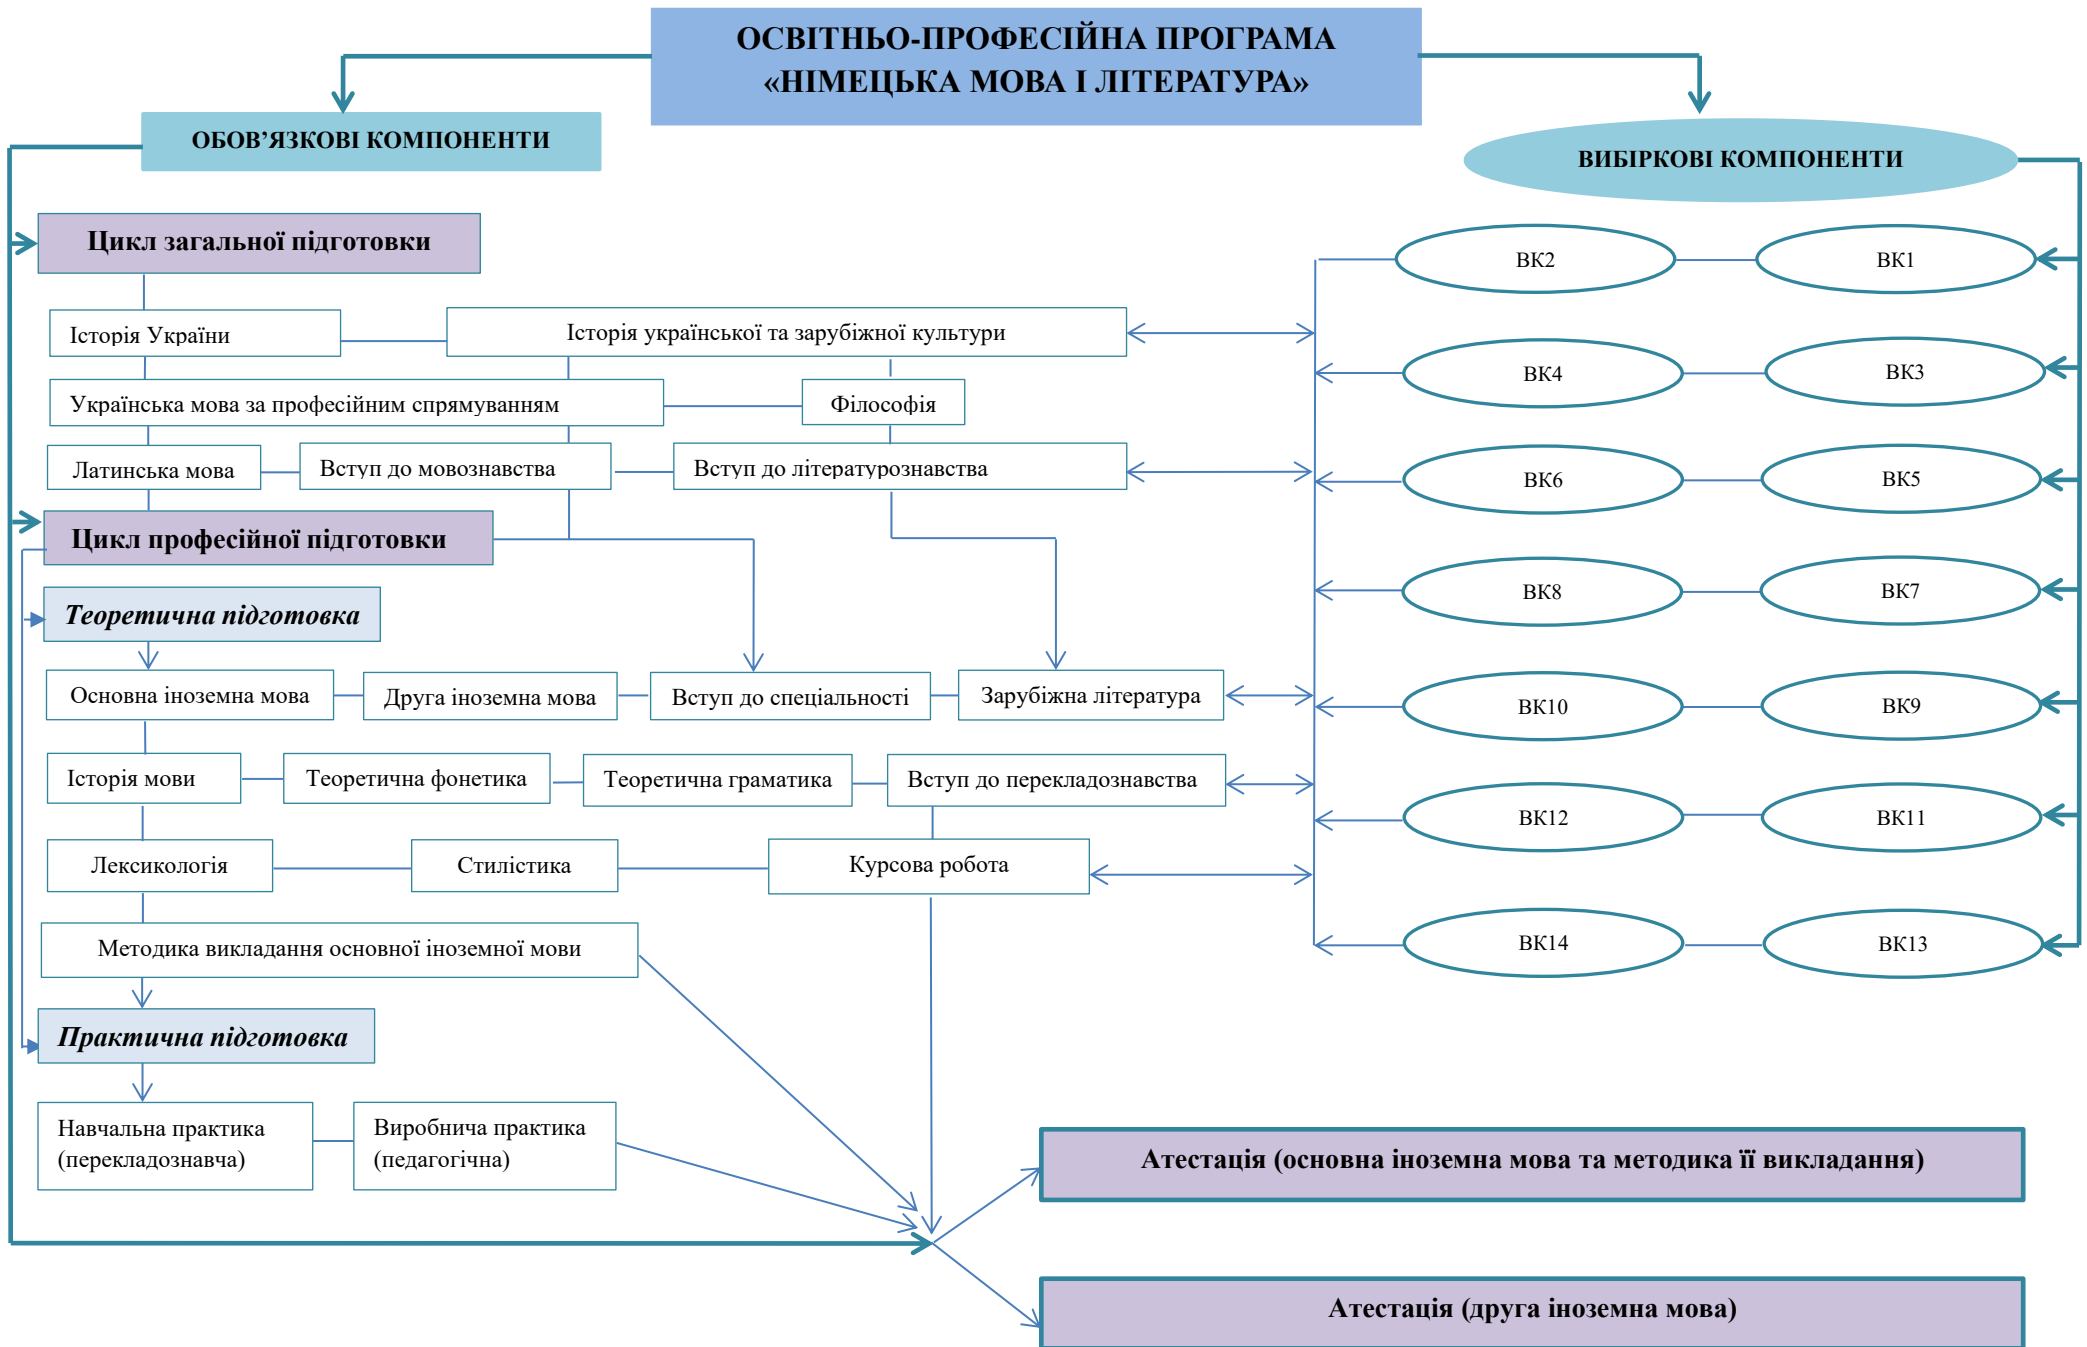 ОСВІТНЬО-ПРОФЕСІЙНА ПРОГРАМА
«НІМЕЦЬКА МОВА І ЛІТЕРАТУРА»
ОБОВ’ЯЗКОВІ КОМПОНЕНТИ
ВИБІРКОВІ КОМПОНЕНТИ
Цикл загальної підготовки
ВК2
ВК1
Історія України
Історія української та зарубіжної культури
ВК4
ВК3
Українська мова за професійним спрямуванням
Філософія
Латинська мова
Вступ до мовознавства
Вступ до літературознавства
ВК6
ВК5
Цикл професійної підготовки
ВК8
ВК7
Теоретична підготовка
Основна іноземна мова
Друга іноземна мова
Вступ до спеціальності
Зарубіжна література
ВК10
ВК9
Історія мови
Теоретична фонетика
Теоретична граматика
Вступ до перекладознавства
ВК12
ВК11
Лексикологія
Стилістика
Курсова робота
Методика викладання основної іноземної мови
ВК14
ВК13
Практична підготовка
Навчальна практика
(перекладознавча)
Виробнича практика
(педагогічна)
Атестація (основна іноземна мова та методика її викладання)
Атестація (друга іноземна мова)